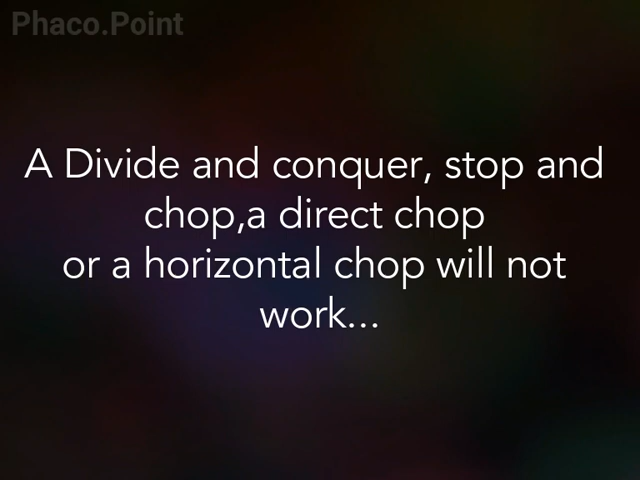 Phaco.Point
A Divide and conquer, stop and
chop,a direct chop
or a horizontal chop will not
work...